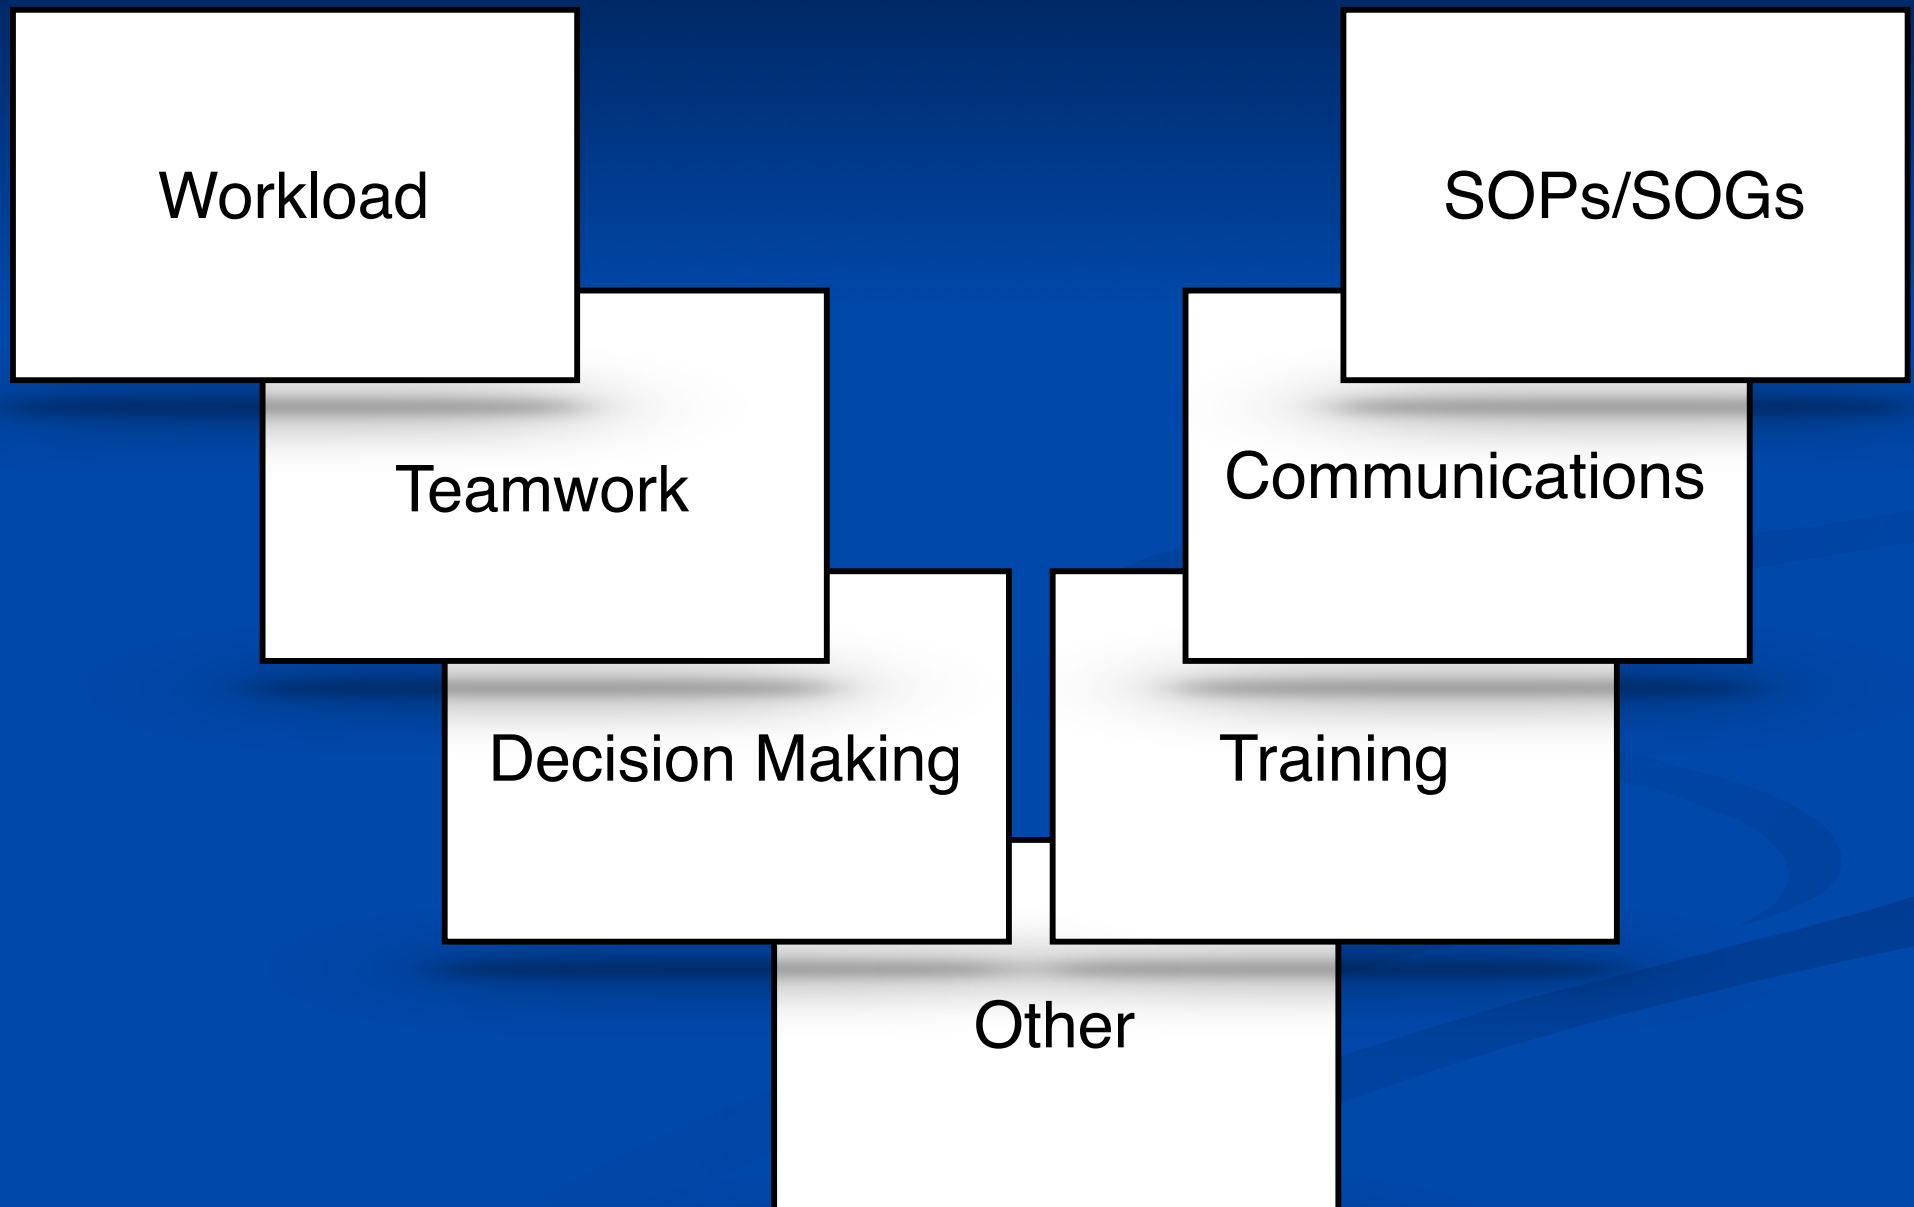 Workload
SOPs/SOGs
Teamwork
Communications
Decision Making
Training
Other